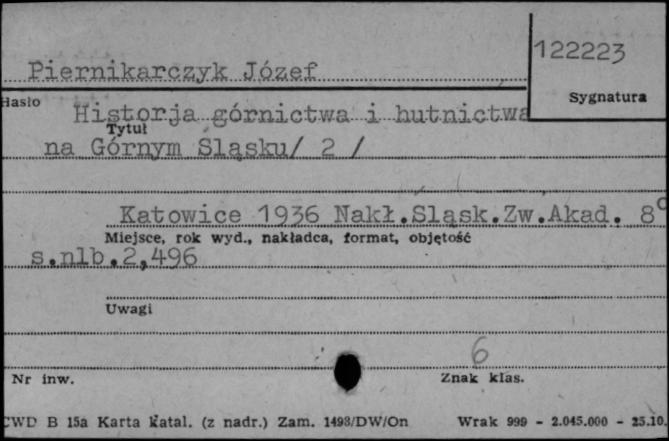 122223
Piernikarczyk Józef
Hasło
Sygnatura
Historja górnictwa i hutnictwa
Tytuł
na Górnym Śląsku/ 2 /
Katowice 1936 Nakł.Śląsk.Zw.Akad. 8°
Miejsce, rok wyd., nakładca, format, objętość
s.nlb.2,496
Uwagi
6
Nr inw.
Znak klas.
CWD B 15a Karta katal. (z nadr.) Zam. 1493/DW/On Wrak 999 - 2.045.000 - 25.10.